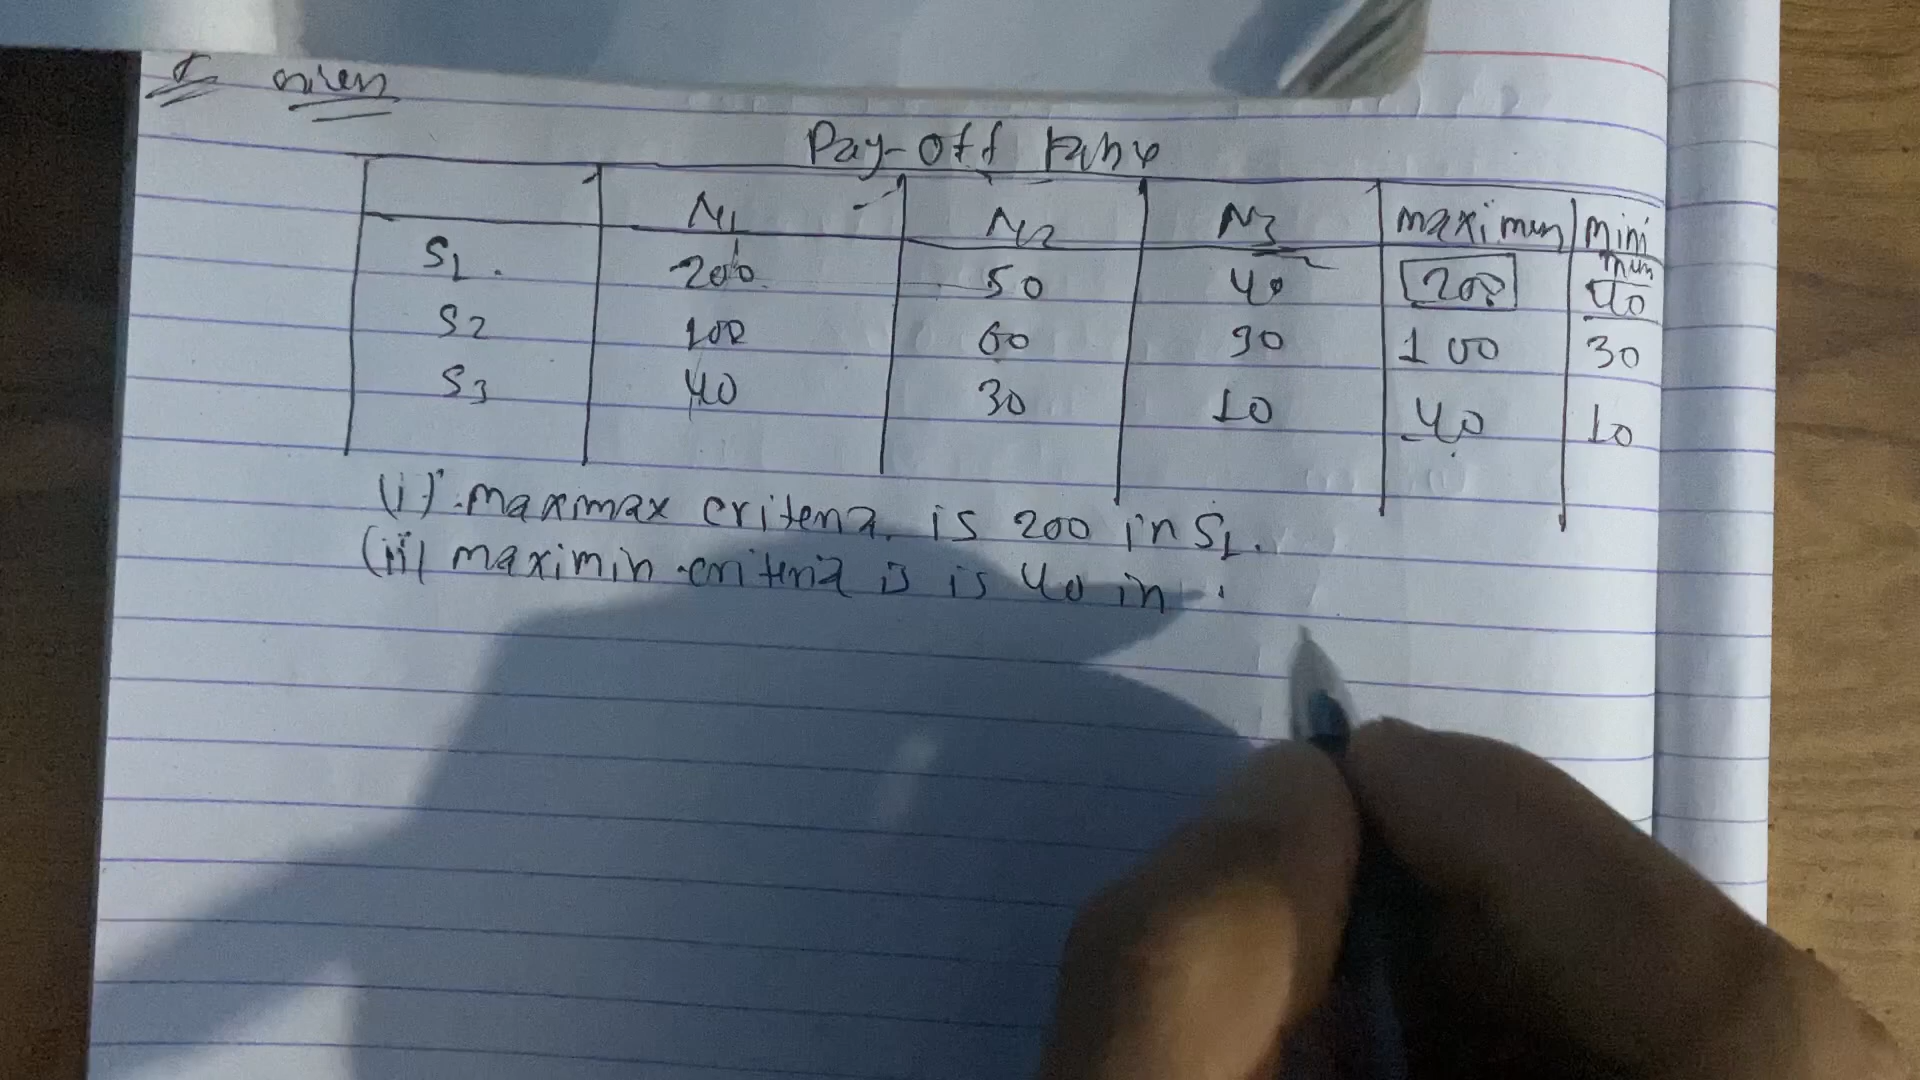 Pay-off table
N1 N2 N3 maximum minimum
S1. 200 50 40 200 40
S2 100 60 90 100 30
S3 40 30 10 40 10
(i) maxmax criteria is 200 in S1.
(ii) maximin criteria is is 40 in